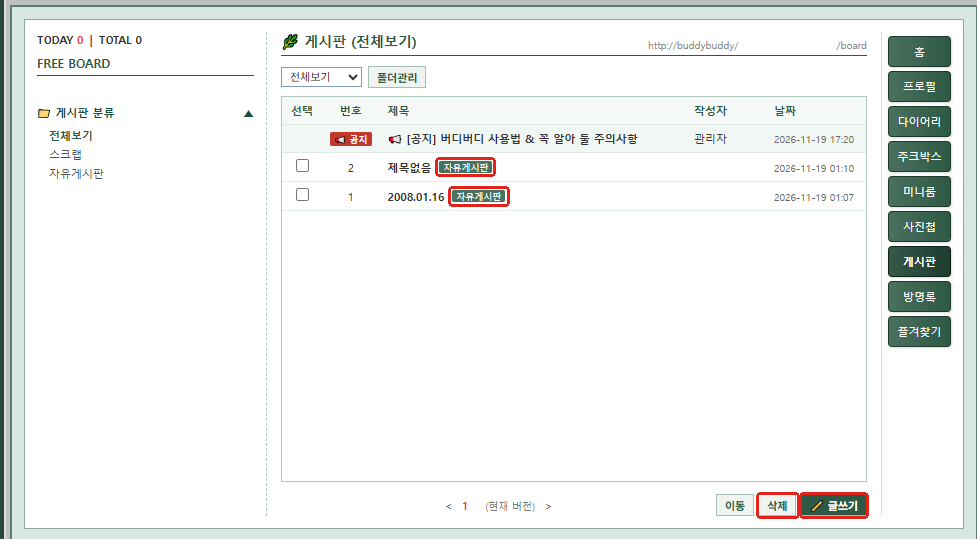 TODAY 0 | TOTAL 0
FREE BOARD
게시판 분류
전체보기
스크랩
자유게시판
게시판 (전체보기)
http://buddybuddy/ /board
전체보기 폴더관리
선택 번호 제목 작성자 날짜
공지 [공지] 버디버디 사용법 & 꼭 알아 둘 주의사항 관리자 2026-11-19 17:20
2 제목없음 자유게시판 2026-11-19 01:10
1 2008.01.16 자유게시판 2026-11-19 01:07
< 1 (현재 버전) >
이동 삭제 글쓰기
홈
프로필
다이어리
주크박스
미니룸
사진첩
게시판
방명록
즐겨찾기